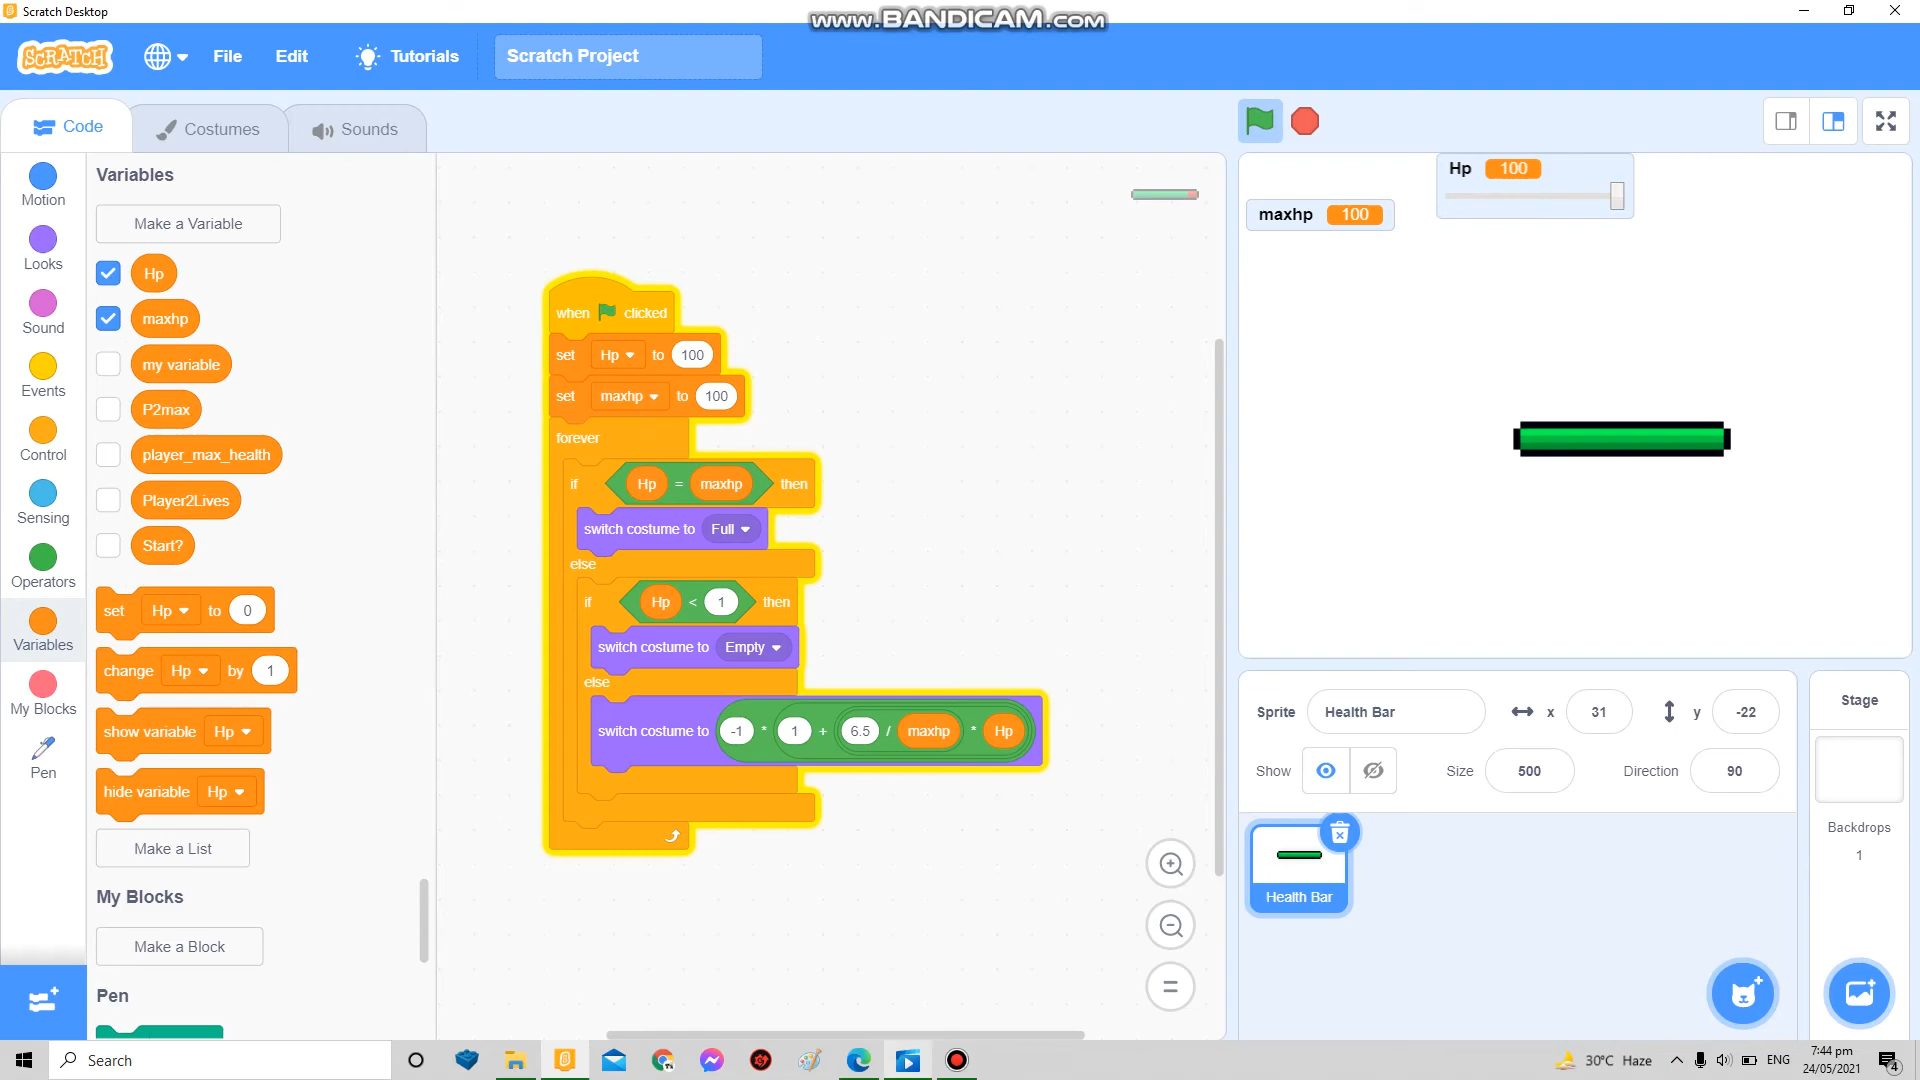 Scratch Desktop
www.BANDICAM.com
SCRATCH
File
Edit
Tutorials
Scratch Project
Code
Costumes
Sounds
Motion
Looks
Sound
Events
Control
Sensing
Operators
Variables
My Blocks
Pen
Variables
Make a Variable
Hp
maxhp
my variable
P2max
player_max_health
Player2Lives
Start?
set Hp to 0
change Hp by 1
show variable Hp
hide variable Hp
Make a List
My Blocks
Make a Block
Pen
when clicked
set Hp to 100
set maxhp to 100
forever
if Hp = maxhp then
switch costume to Full
else
if Hp < 1 then
switch costume to Empty
else
switch costume to -1 * 1 + 6.5 / maxhp * Hp
Hp 100
maxhp 100
Sprite Health Bar x 31 y -22
Show Size 500 Direction 90
Health Bar
Stage
Backdrops
1
Search
30°C Haze
ENG
7:44 pm
24/05/2021
4